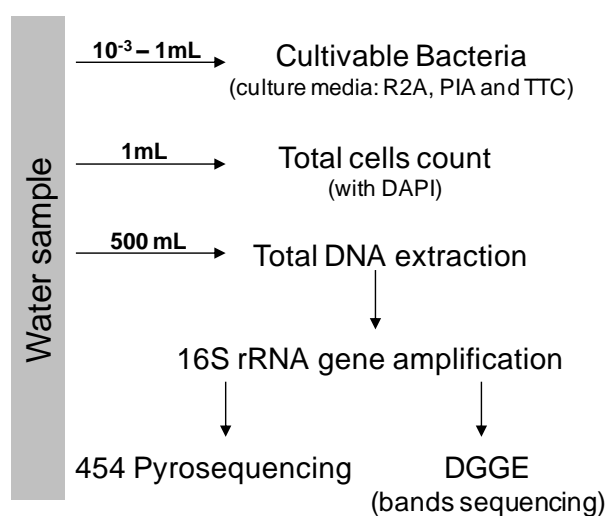 Water sample
10⁻³ – 1mL
Cultivable Bacteria
(culture media: R2A, PIA and TTC)
1mL
Total cells count
(with DAPI)
500 mL
Total DNA extraction
16S rRNA gene amplification
454 Pyrosequencing
DGGE
(bands sequencing)